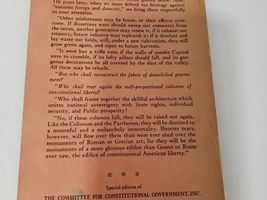 110 years later, when we must defend our heritage against
"enemies foreign and domestic", we bring these respectfully
to your attention.
"Other misfortunes may be borne, or their effects over-
come. If disastrous wars should sweep our commerce from
the ocean, another generation may renew it; if it exhaust our
treasury, future industry may replenish it; if it desolate and
lay waste our fields, still, under a new cultivation, they will
grow green again, and ripen to future harvests.
"It were but a trifle even if the walls of yonder Capitol
were to crumble, if its lofty pillars should fall, and its gor-
geous decorations be all covered by the dust of the valley.
All these may be rebuilt.
"But who shall reconstruct the fabric of demolished govern-
ment?
"Who shall rear again the well-proportioned columns of
constitutional liberty?
"Who shall frame together the skillful architecture which
unites national sovereignty with State rights, individual
security, and Public prosperity?
"No, if these columns fall, they will be raised not again.
Like the Coliseum and the Parthenon, they will be destined to
a mournful and a melancholy immortality. Bitterer tears,
however, will flow over them than were ever shed over the
monuments of Roman or Grecian art; for they will be the
monuments of a more glorious edifice than Greece or Rome
ever saw, the edifice of constitutional American liberty."
* * *
Special edition of
THE COMMITTEE FOR CONSTITUTIONAL GOVERNMENT, INC.